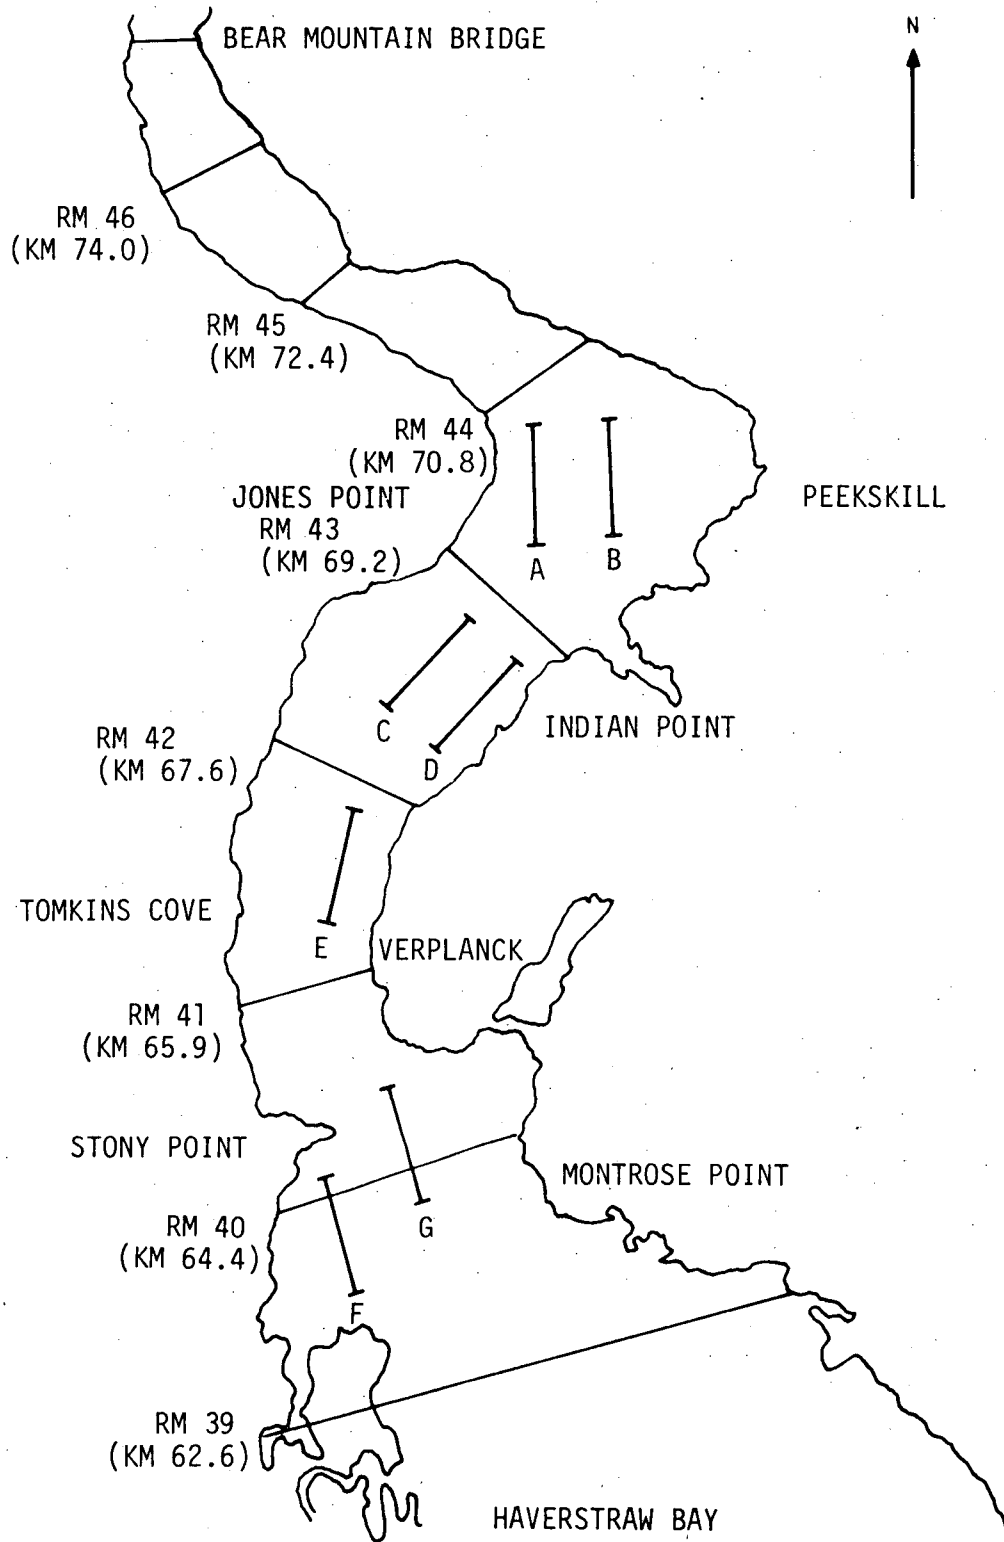 BEAR MOUNTAIN BRIDGE
N
RM 46
(KM 74.0)
RM 45
(KM 72.4)
RM 44
(KM 70.8)
JONES POINT
PEEKSKILL
RM 43
(KM 69.2)
A
B
C
INDIAN POINT
RM 42
(KM 67.6)
D
TOMKINS COVE
E
VERPLANCK
RM 41
(KM 65.9)
STONY POINT
MONTROSE POINT
RM 40
(KM 64.4)
G
F
RM 39
(KM 62.6)
HAVERSTRAW BAY